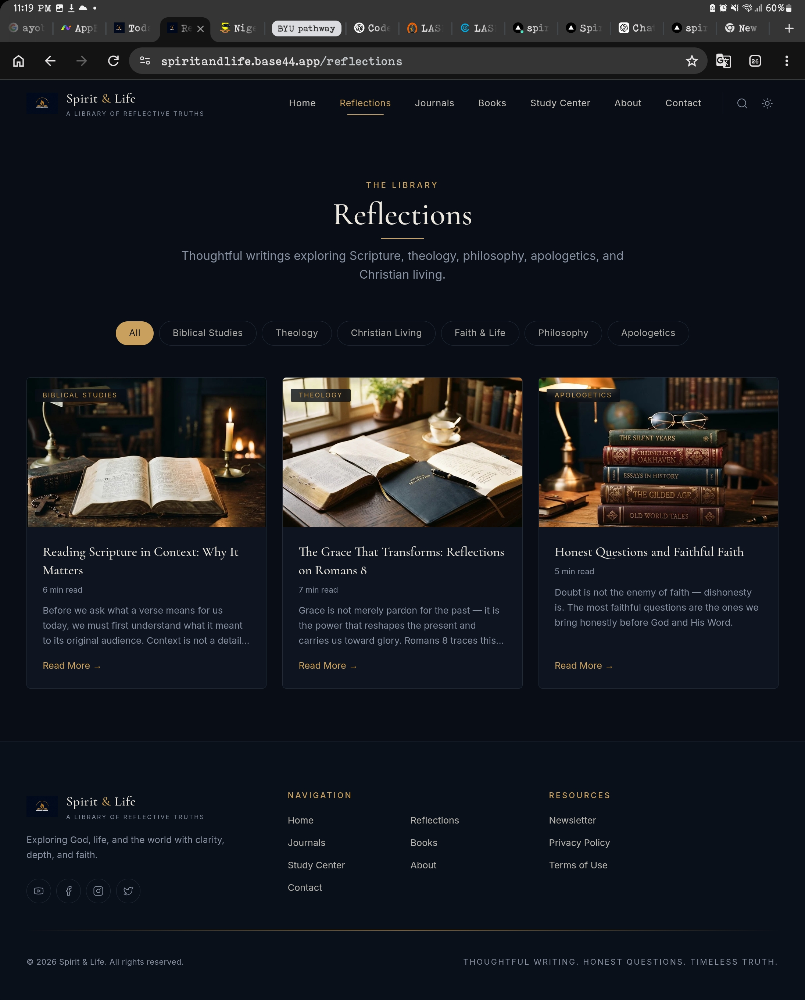 11:19 PM
60%
ayo
App
Toda
Re
Nige
BYU pathway
Code
LAS
LAS
spir
Spi
Cha
spir
New
spiritandlife.base44.app/reflections
26
Spirit & Life
A LIBRARY OF REFLECTIVE TRUTHS
Home
Reflections
Journals
Books
Study Center
About
Contact
THE LIBRARY
Reflections
Thoughtful writings exploring Scripture, theology, philosophy, apologetics, and
Christian living.
All
Biblical Studies
Theology
Christian Living
Faith & Life
Philosophy
Apologetics
BIBLICAL STUDIES
HOLY BIBLE
Reading Scripture in Context: Why It
Matters
6 min read
Before we ask what a verse means for us
today, we must first understand what it meant
to its original audience. Context is not a detail...
Read More →
THEOLOGY
NOTES &
REFLECTIONS
The Grace That Transforms: Reflections
on Romans 8
7 min read
Grace is not merely pardon for the past — it is
the power that reshapes the present and
carries us toward glory. Romans 8 traces this...
Read More →
APOLOGETICS
THE SILENT YEARS
CHRONICLES OF
OAKHAVEN
ESSAYS IN HISTORY
THE GILDED AGE
OLD WORLD TALES
Honest Questions and Faithful Faith
5 min read
Doubt is not the enemy of faith — dishonesty
is. The most faithful questions are the ones we
bring honestly before God and His Word.
Read More →
Spirit & Life
A LIBRARY OF REFLECTIVE TRUTHS
Exploring God, life, and the world with clarity,
depth, and faith.
NAVIGATION
Home
Reflections
Journals
Books
Study Center
About
Contact
RESOURCES
Newsletter
Privacy Policy
Terms of Use
© 2026 Spirit & Life. All rights reserved.
THOUGHTFUL WRITING. HONEST QUESTIONS. TIMELESS TRUTH.